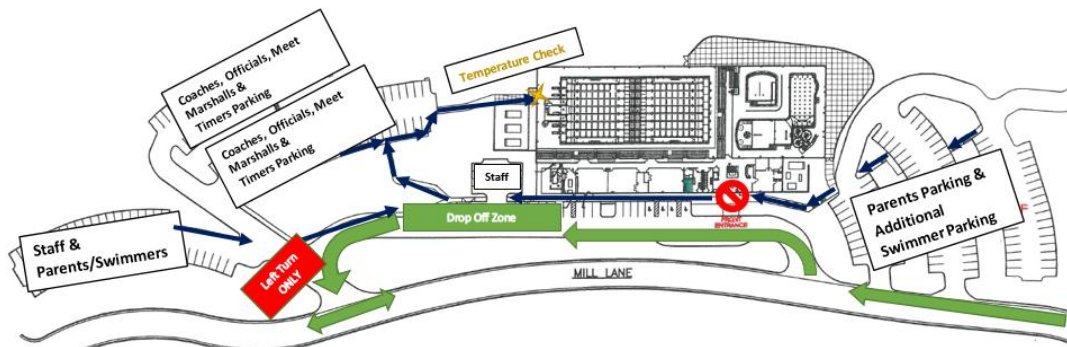 Coaches, Officials, Meet
Marshalls &
Timers Parking
Coaches, Officials, Meet
Marshalls &
Timers Parking
Temperature Check
Staff
Drop Off Zone
FRONT
ENTRANCE
Parents Parking &
Additional
Swimmer Parking
Staff &
Parents/Swimmers
Left Turn
ONLY
MILL LANE